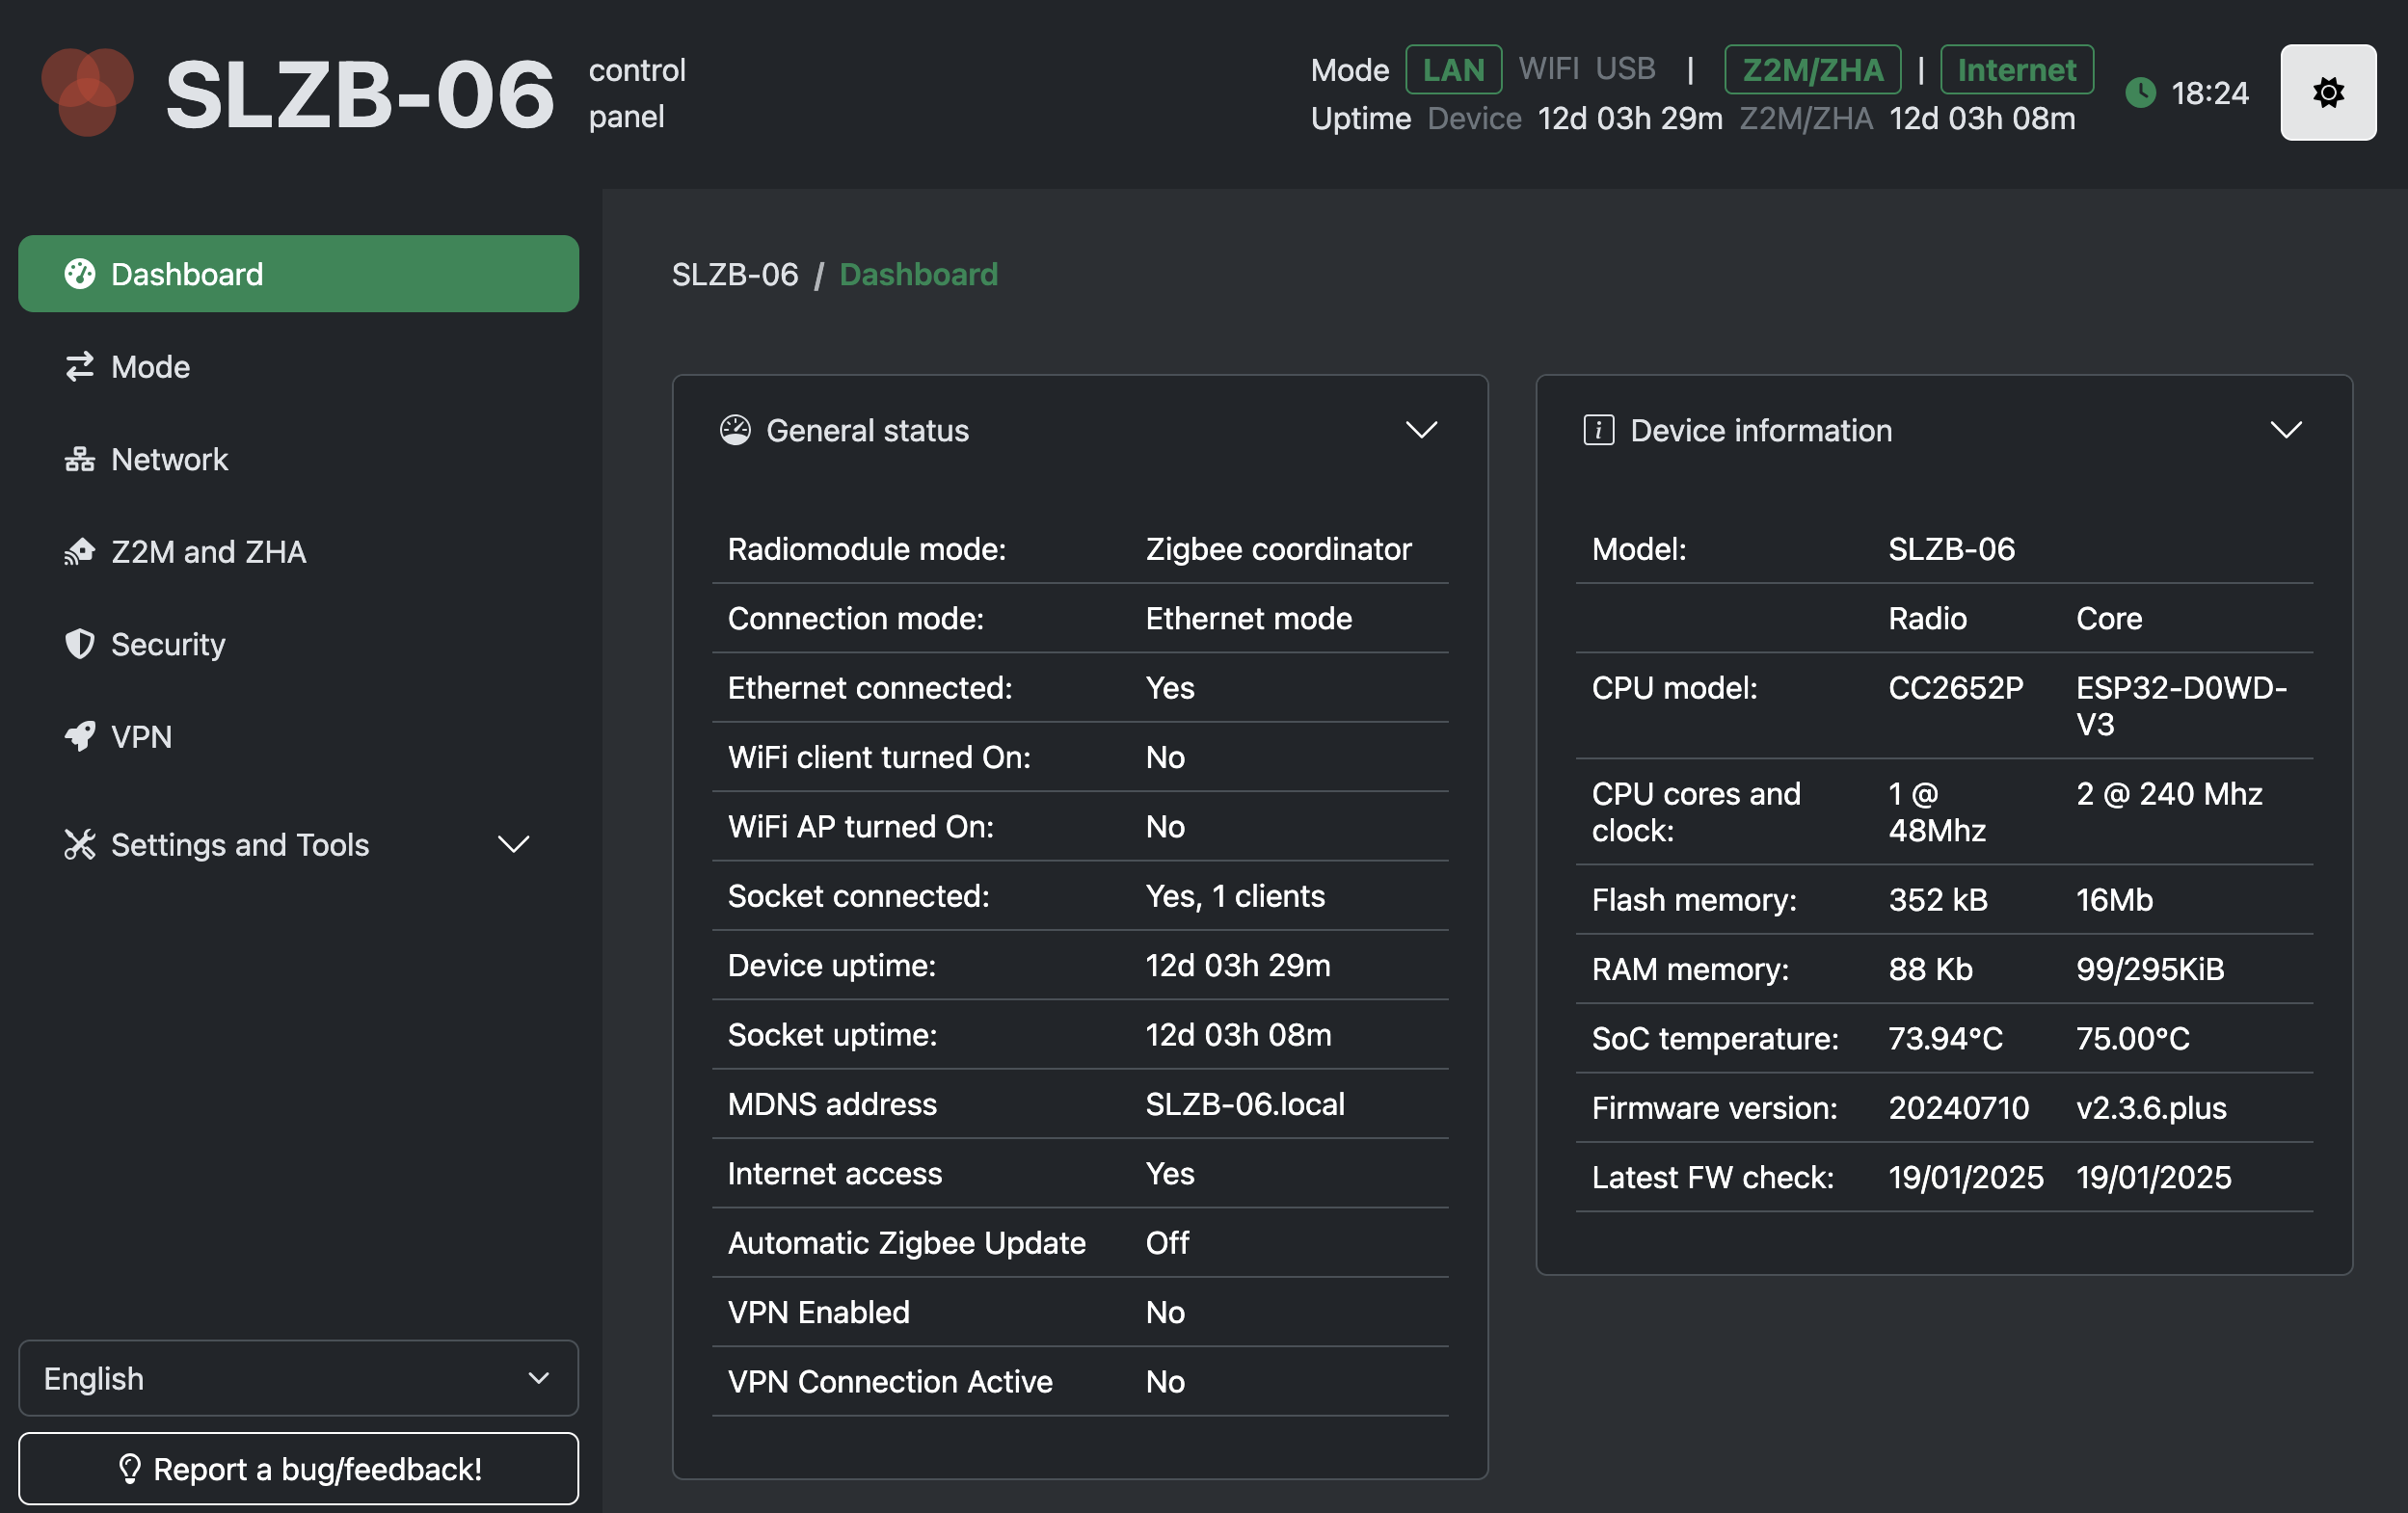 SLZB-06 control panel
Mode LAN WIFI USB | Z2M/ZHA | Internet
Uptime Device 12d 03h 29m Z2M/ZHA 12d 03h 08m
18:24
Dashboard
Mode
Network
Z2M and ZHA
Security
VPN
Settings and Tools
English
Report a bug/feedback!
SLZB-06 / Dashboard
General status
Radiomodule mode: Zigbee coordinator
Connection mode: Ethernet mode
Ethernet connected: Yes
WiFi client turned On: No
WiFi AP turned On: No
Socket connected: Yes, 1 clients
Device uptime: 12d 03h 29m
Socket uptime: 12d 03h 08m
MDNS address SLZB-06.local
Internet access Yes
Automatic Zigbee Update Off
VPN Enabled No
VPN Connection Active No
Device information
Model: SLZB-06
Radio Core
CPU model: CC2652P ESP32-D0WD-V3
CPU cores and clock: 1 @ 48Mhz 2 @ 240 Mhz
Flash memory: 352 kB 16Mb
RAM memory: 88 Kb 99/295KiB
SoC temperature: 73.94°C 75.00°C
Firmware version: 20240710 v2.3.6.plus
Latest FW check: 19/01/2025 19/01/2025